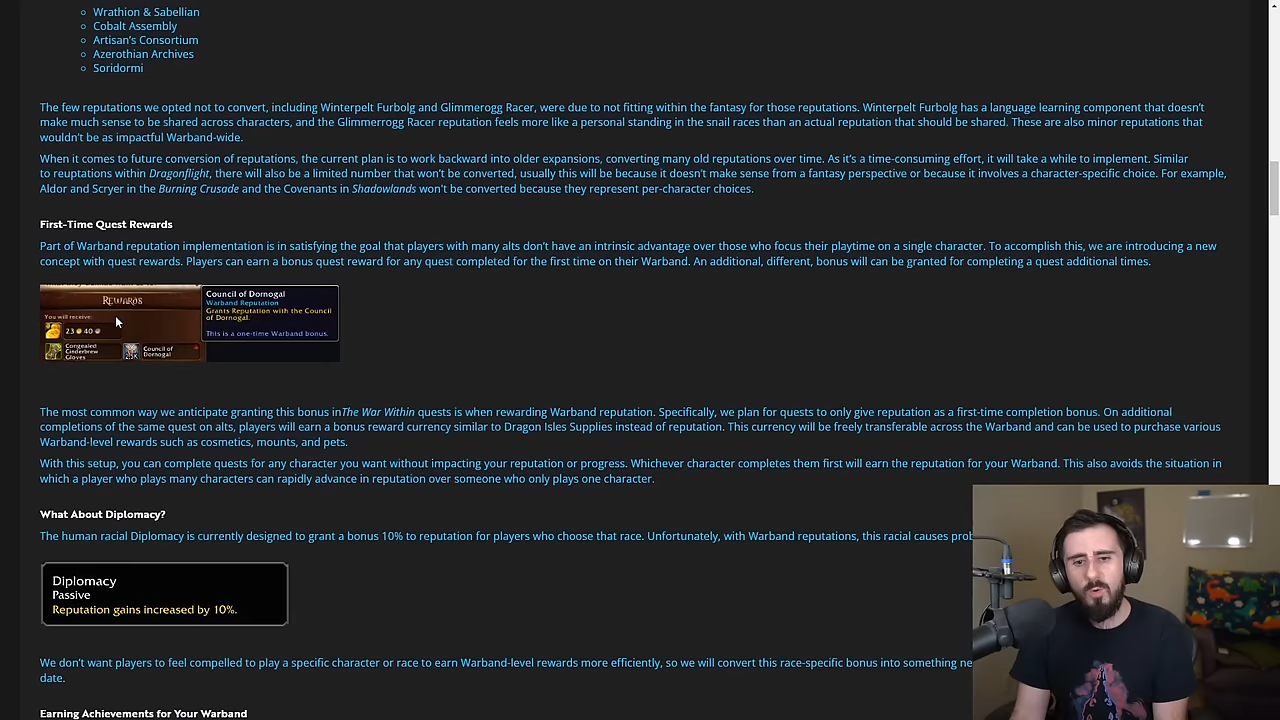 Wrathion & Sabellian
Cobalt Assembly
Artisan's Consortium
Azerothian Archives
Soridormi
The few reputations we opted not to convert, including Winterpelt Furbolg and Glimmerogg Racer, were due to not fitting within the fantasy for those reputations. Winterpelt Furbolg has a language learning component that doesn't
make much sense to be shared across characters, and the Glimmerrogg Racer reputation feels more like a personal standing in the snail races than an actual reputation that should be shared. These are also minor reputations that
wouldn't be as impactful Warband-wide.
When it comes to future conversion of reputations, the current plan is to work backward into older expansions, converting many old reputations over time. As it's a time-consuming effort, it will take a while to implement. Similar
to reuptations within Dragonflight, there will also be a limited number that won't be converted, usually this will be because it doesn't make sense from a fantasy perspective or because it involves a character-specific choice. For example,
Aldor and Scryer in the Burning Crusade and the Covenants in Shadowlands won't be converted because they represent per-character choices.
First-Time Quest Rewards
Part of Warband reputation implementation is in satisfying the goal that players with many alts don't have an intrinsic advantage over those who focus their playtime on a single character. To accomplish this, we are introducing a new
concept with quest rewards. Players can earn a bonus quest reward for any quest completed for the first time on their Warband. An additional, different, bonus will can be granted for completing a quest additional times.
Rewards
You will receive:
23 40
Congealed
Cinderbrew
Gloves
Council of
Dornogal
Council of Dornogal
Warband Reputation
Grants Reputation with the Council
of Dornogal.
This is a one-time Warband bonus.
The most common way we anticipate granting this bonus inThe War Within quests is when rewarding Warband reputation. Specifically, we plan for quests to only give reputation as a first-time completion bonus. On additional
completions of the same quest on alts, players will earn a bonus reward currency similar to Dragon Isles Supplies instead of reputation. This currency will be freely transferable across the Warband and can be used to purchase various
Warband-level rewards such as cosmetics, mounts, and pets.
With this setup, you can complete quests for any character you want without impacting your reputation or progress. Whichever character completes them first will earn the reputation for your Warband. This also avoids the situation in
which a player who plays many characters can rapidly advance in reputation over someone who only plays one character.
What About Diplomacy?
The human racial Diplomacy is currently designed to grant a bonus 10% to reputation for players who choose that race. Unfortunately, with Warband reputations, this racial causes
Diplomacy
Passive
Reputation gains increased by 10%.
We don't want players to feel compelled to play a specific character or race to earn Warband-level rewards more efficiently, so we will convert this race-specific bonus into something
date.
Earning Achievements for Your Warband